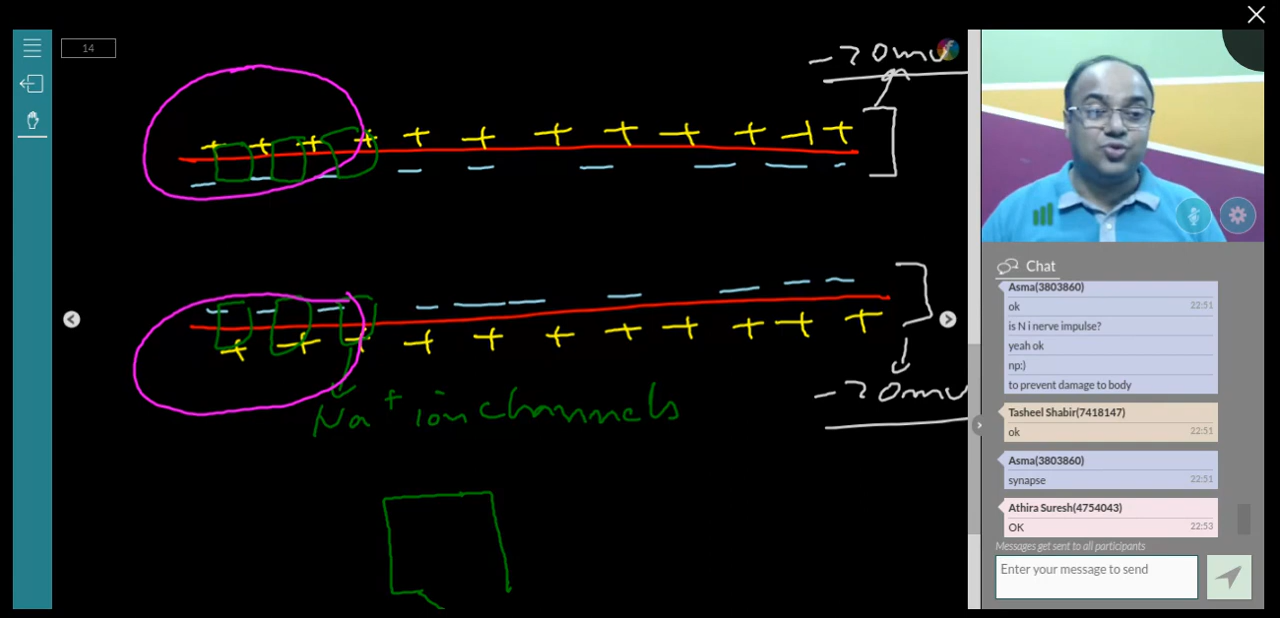 14
-70mv
-70mv
Na+ ion channels
Chat
Asma(3803860)
ok
22:51
is N i nerve impulse?
yeah ok
np:)
to prevent damage to body
Tasheel Shabir(7418147)
ok
22:51
Asma(3803860)
synapse
22:51
Athira Suresh(4754043)
OK
22:53
Messages get sent to all participants
Enter your message to send